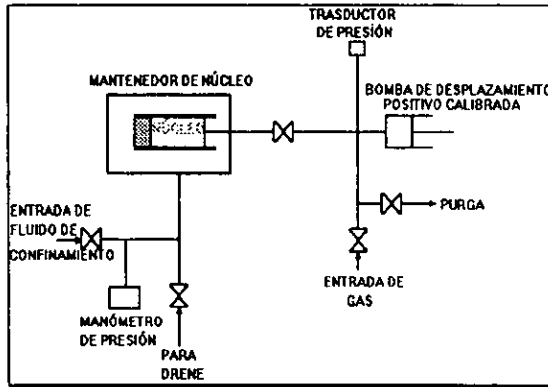 TRASDUCTOR
DE PRESIÓN
MANTENEDOR DE NÚCLEO
BOMBA DE DESPLAZAMIENTO
POSITIVO CALIBRADA
NÚCLEO
PURGA
ENTRADA DE
FLUIDO DE
CONFINAMIENTO
ENTRADA DE
GAS
MANÓMETRO
DE PRESIÓN
PARA
DRENE